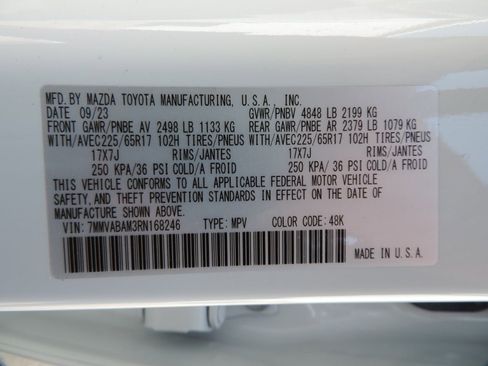 MFD. BY MAZDA TOYOTA MANUFACTURING, U.S.A., INC.
DATE 09/23 GVWR/PNBV 4848 LB 2199 KG
FRONT GAWR/PNBE AV 2498 LB 1133 KG REAR GAWR/PNBE AR 2379 LB 1079 KG
WITH/AVEC225/65R17 102H TIRES/PNEUS WITH/AVEC225/65R17 102H TIRES/PNEUS
17X7J RIMS/JANTES 17X7J RIMS/JANTES
250 KPA/36 PSI COLD/A FROID 250 KPA/36 PSI COLD/A FROID
THIS VEHICLE CONFORMS TO ALL APPLICABLE FEDERAL MOTOR VEHICLE
SAFETY, AND THEFT PREVENTION STANDARDS IN EFFECT ON THE DATE OF
MANUFACTURE SHOWN ABOVE.
VIN: 7MMVABAM3RN168246 TYPE: MPV COLOR CODE: 48K